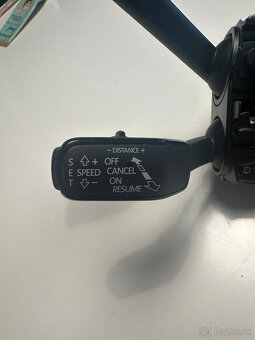 − DISTANCE +
S ⇧ + OFF
E SPEED CANCEL
T ⇩ − ON
RESUME
Bazos.sk